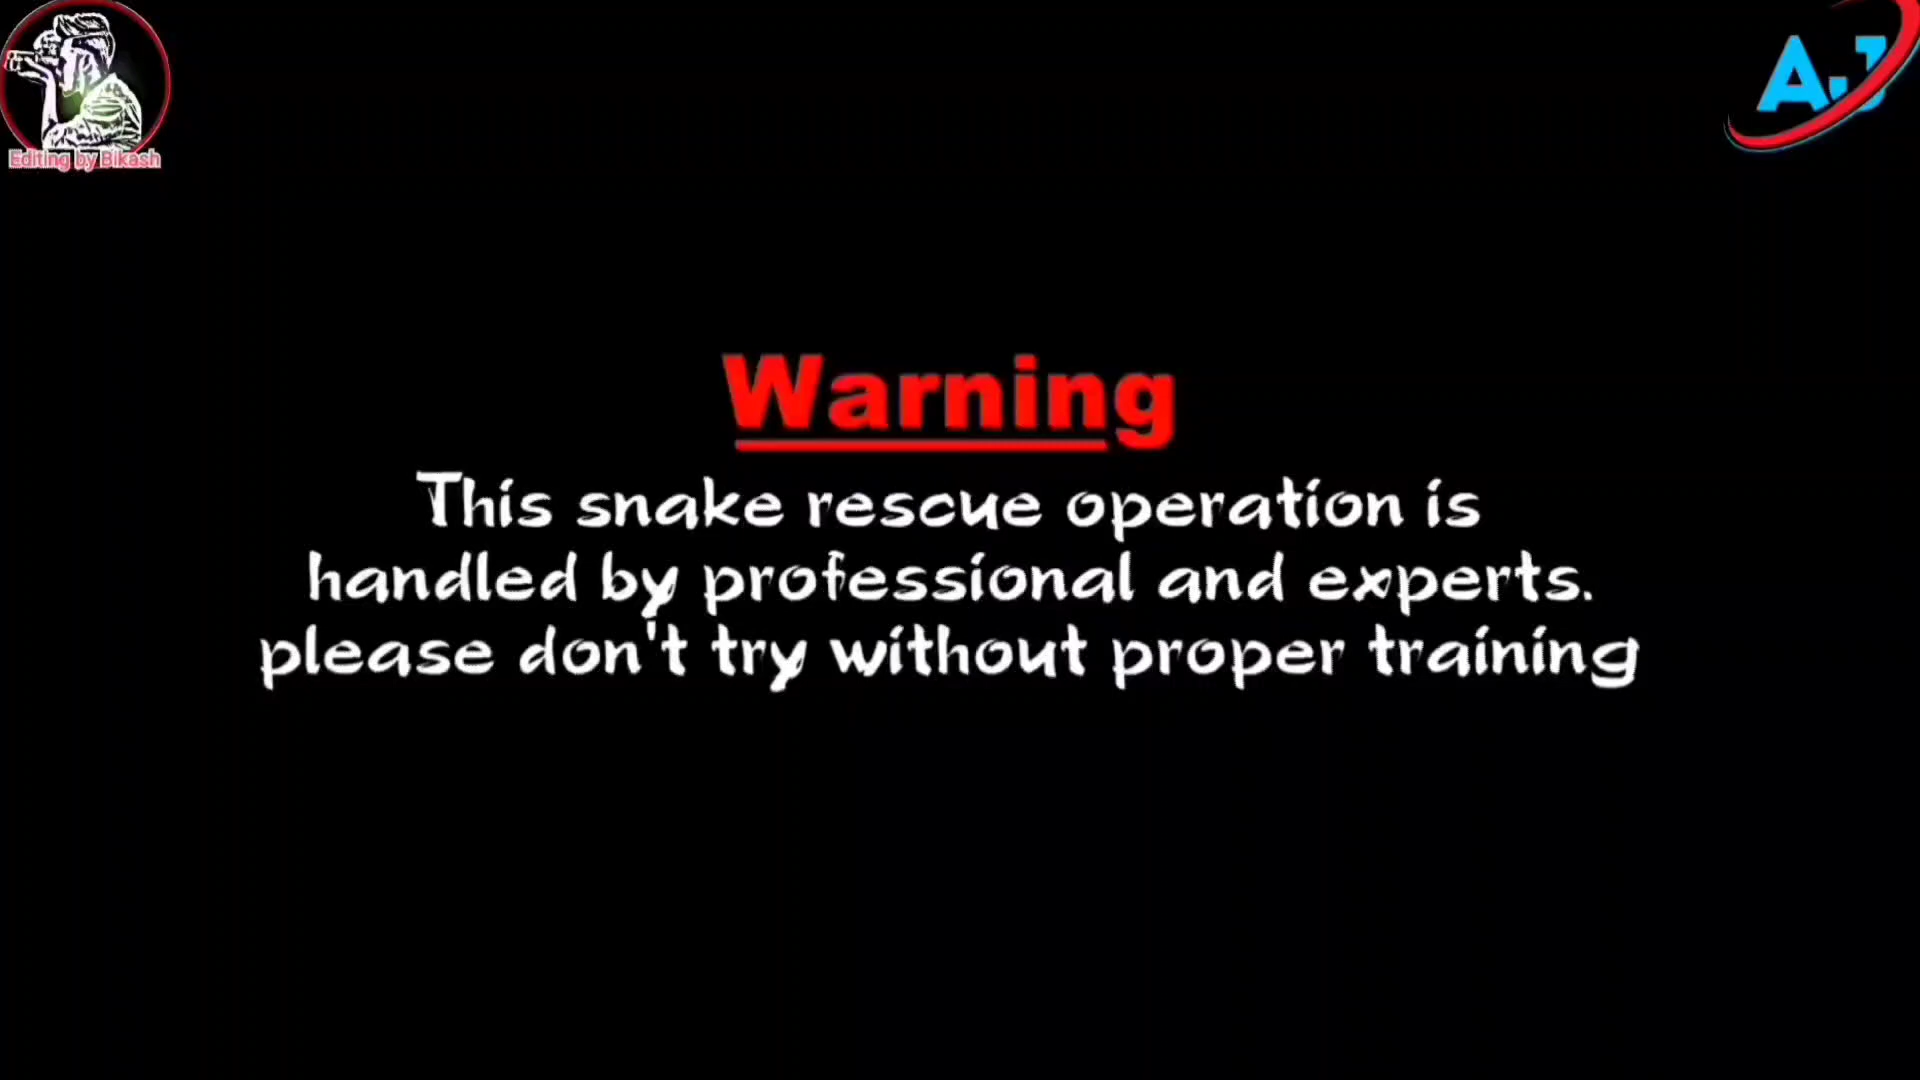 Editing by Bikash
AJ
Warning
This snake rescue operation is
handled by professional and experts.
please don't try without proper training